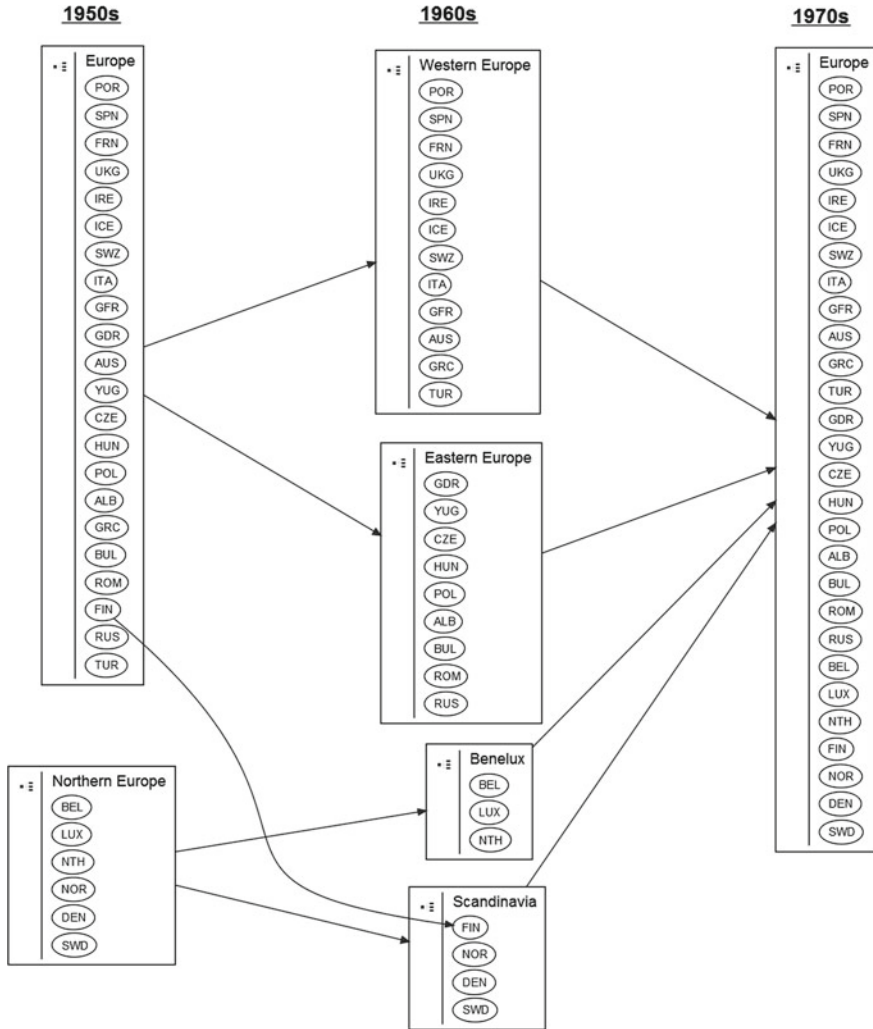 1950s
Europe
POR
SPN
FRN
UKG
IRE
ICE
SWZ
ITA
GFR
GDR
AUS
YUG
CZE
HUN
POL
ALB
GRC
BUL
ROM
FIN
RUS
TUR
Northern Europe
BEL
LUX
NTH
NOR
DEN
SWD
1960s
Western Europe
POR
SPN
FRN
UKG
IRE
ICE
SWZ
ITA
GFR
AUS
GRC
TUR
Eastern Europe
GDR
YUG
CZE
HUN
POL
ALB
BUL
ROM
RUS
Benelux
BEL
LUX
NTH
Scandinavia
FIN
NOR
DEN
SWD
1970s
Europe
POR
SPN
FRN
UKG
IRE
ICE
SWZ
ITA
GFR
AUS
GRC
TUR
GDR
YUG
CZE
HUN
POL
ALB
BUL
ROM
RUS
BEL
LUX
NTH
FIN
NOR
DEN
SWD